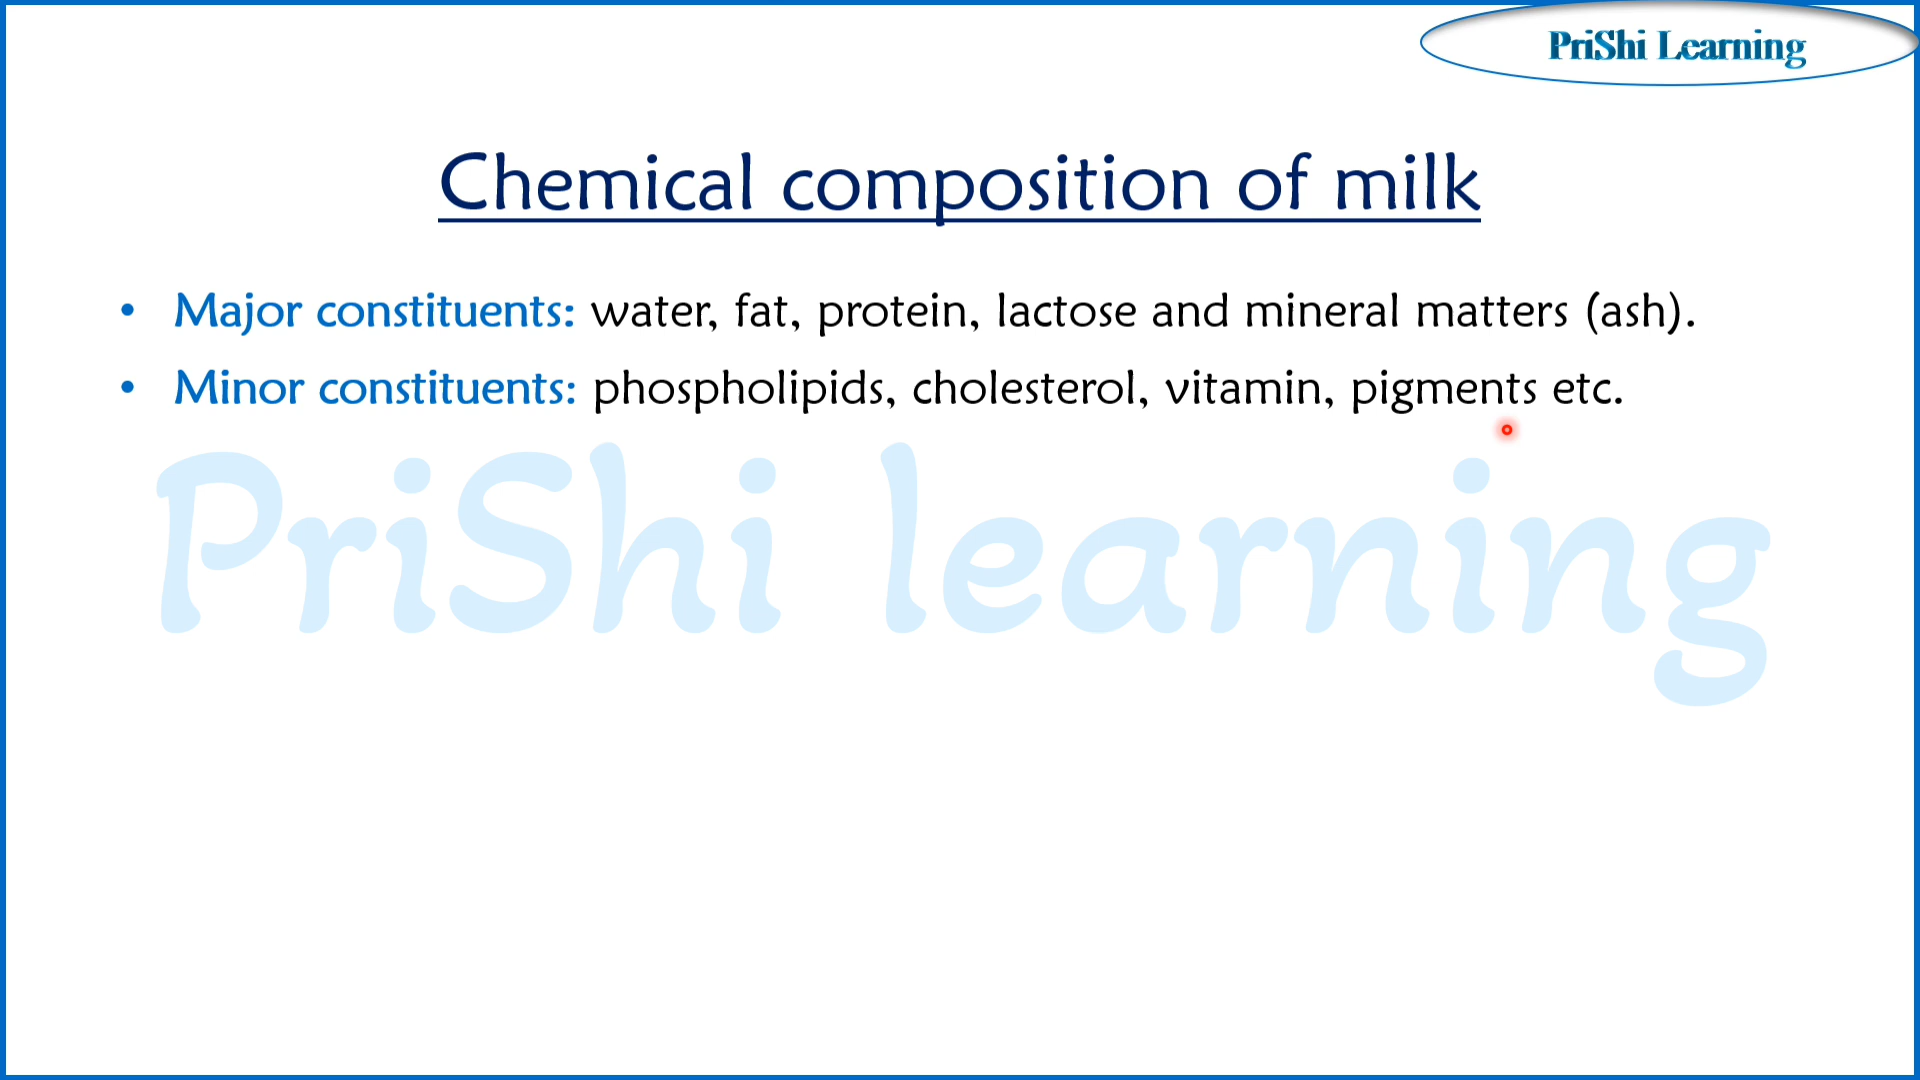 PriShi Learning
Chemical composition of milk
• Major constituents: water, fat, protein, lactose and mineral matters (ash).
• Minor constituents: phospholipids, cholesterol, vitamin, pigments etc.
PriShi learning